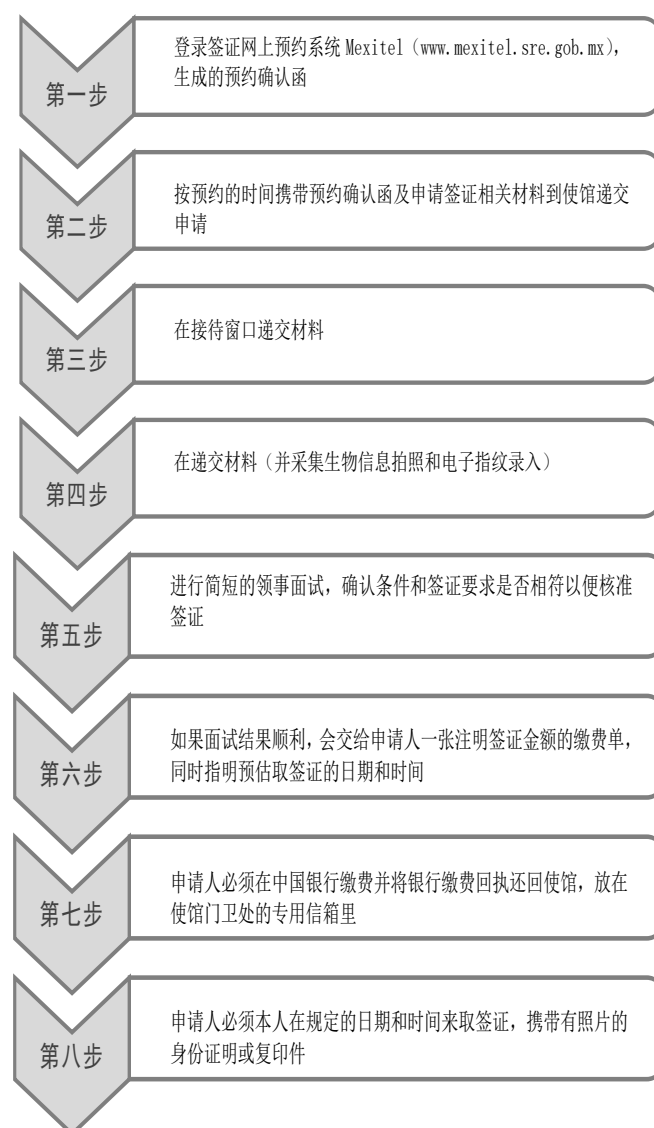 第一步
登录签证网上预约系统 Mexitel（www.mexitel.sre.gob.mx），
生成的预约确认函
第二步
按预约的时间携带预约确认函及申请签证相关材料到使馆递交
申请
第三步
在接待窗口递交材料
第四步
在递交材料（并采集生物信息拍照和电子指纹录入）
第五步
进行简短的领事面试，确认条件和签证要求是否相符以便核准
签证
第六步
如果面试结果顺利，会交给申请人一张注明签证金额的缴费单，
同时指明预估取签证的日期和时间
第七步
申请人必须在中国银行缴费并将银行缴费回执还回使馆，放在
使馆门卫处的专用信箱里
第八步
申请人必须本人在规定的日期和时间来取签证，携带有照片的
身份证明或复印件